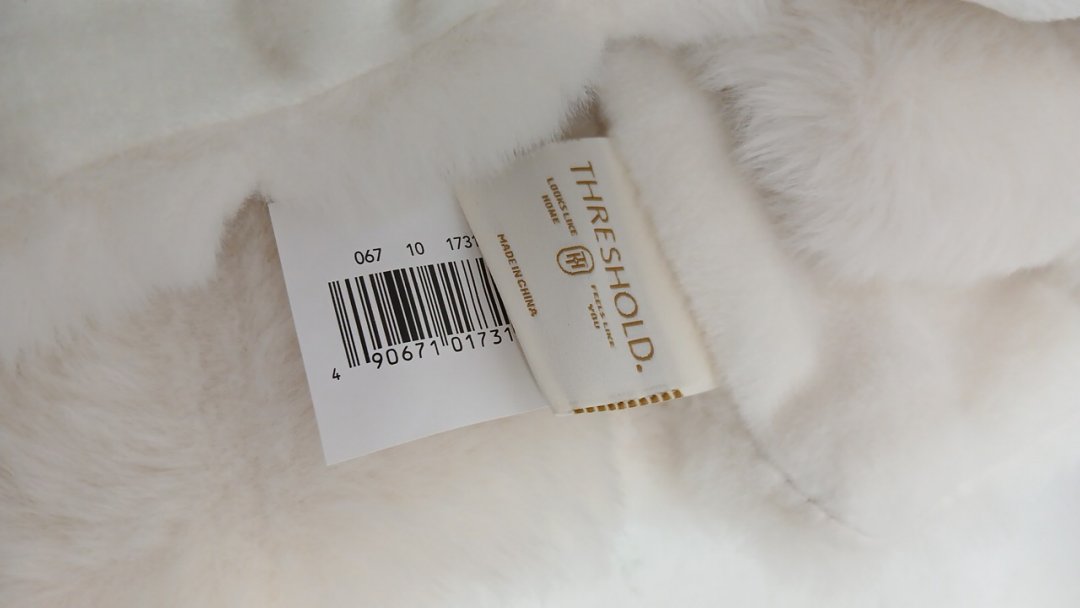 067 10 1731
4 90671 01731
THRESHOLD.
LOOKS LIKE
HOME
FEELS LIKE
YOU
MADE IN CHINA